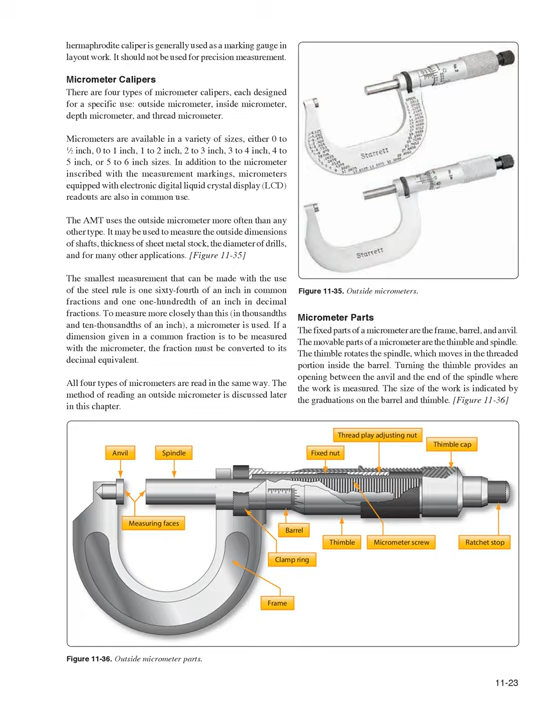 hermaphrodite caliper is generally used as a marking gauge in
layout work. It should not be used for precision measurement.
Micrometer Calipers
There are four types of micrometer calipers, each designed
for a specific use: outside micrometer, inside micrometer,
depth micrometer, and thread micrometer.
Micrometers are available in a variety of sizes, either 0 to
½ inch, 0 to 1 inch, 1 to 2 inch, 2 to 3 inch, 3 to 4 inch, 4 to
5 inch, or 5 to 6 inch sizes. In addition to the micrometer
inscribed with the measurement markings, micrometers
equipped with electronic digital liquid crystal display (LCD)
readouts are also in common use.
The AMT uses the outside micrometer more often than any
other type. It may be used to measure the outside dimensions
of shafts, thickness of sheet metal stock, the diameter of drills,
and for many other applications. [Figure 11-35]
The smallest measurement that can be made with the use
of the steel rule is one sixty-fourth of an inch in common
fractions and one one-hundredth of an inch in decimal
fractions. To measure more closely than this (in thousandths
and ten-thousandths of an inch), a micrometer is used. If a
dimension given in a common fraction is to be measured
with the micrometer, the fraction must be converted to its
decimal equivalent.
All four types of micrometers are read in the same way. The
method of reading an outside micrometer is discussed later
in this chapter.
Starrett
Starrett
Figure 11-35. Outside micrometers.
Micrometer Parts
The fixed parts of a micrometer are the frame, barrel, and anvil.
The movable parts of a micrometer are the thimble and spindle.
The thimble rotates the spindle, which moves in the threaded
portion inside the barrel. Turning the thimble provides an
opening between the anvil and the end of the spindle where
the work is measured. The size of the work is indicated by
the graduations on the barrel and thimble. [Figure 11-36]
Thread play adjusting nut
Thimble cap
Anvil
Spindle
Fixed nut
Measuring faces
Barrel
Thimble
Micrometer screw
Ratchet stop
Clamp ring
Frame
Figure 11-36. Outside micrometer parts.
11-23